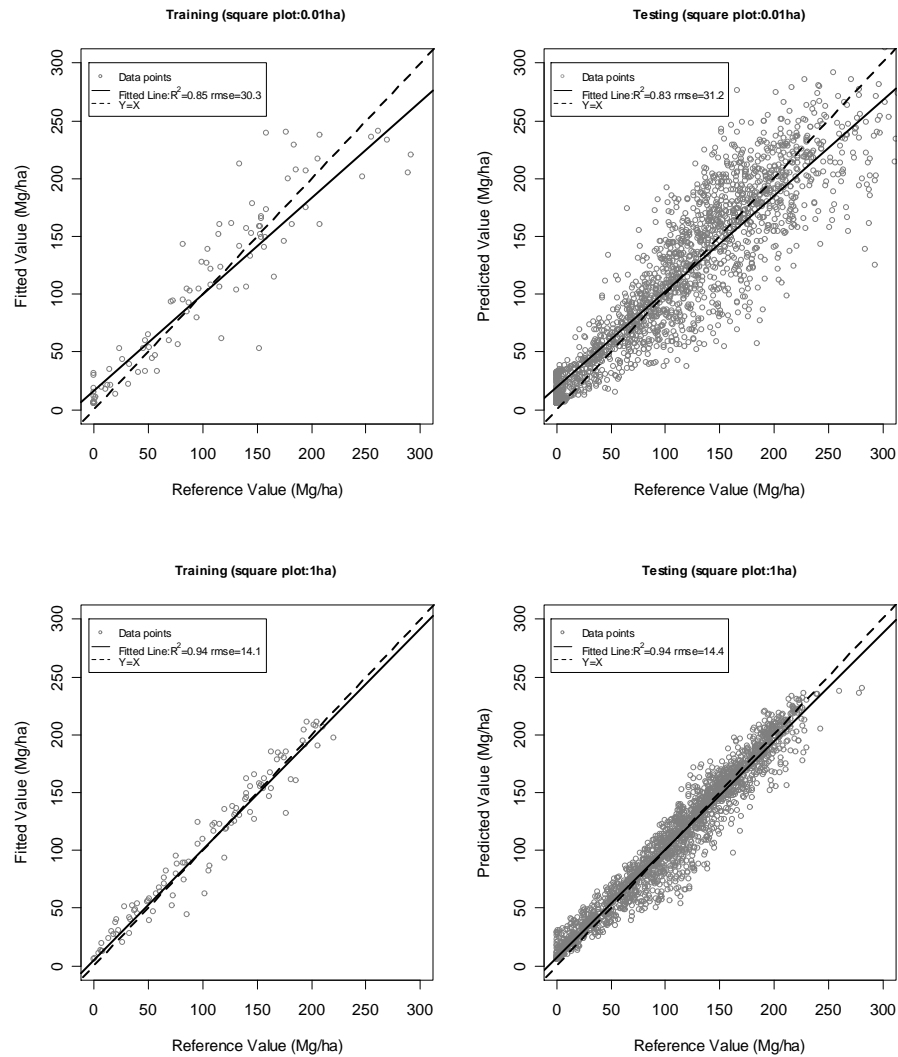 Training (square plot:0.01ha)
Data points
Fitted Line:R²=0.85 rmse=30.3
Y=X
Fitted Value (Mg/ha)
0 50 100 150 200 250 300
0 50 100 150 200 250 300
Reference Value (Mg/ha)
Testing (square plot:0.01ha)
Data points
Fitted Line:R²=0.83 rmse=31.2
Y=X
Predicted Value (Mg/ha)
0 50 100 150 200 250 300
0 50 100 150 200 250 300
Reference Value (Mg/ha)
Training (square plot:1ha)
Data points
Fitted Line:R²=0.94 rmse=14.1
Y=X
Fitted Value (Mg/ha)
0 50 100 150 200 250 300
0 50 100 150 200 250 300
Reference Value (Mg/ha)
Testing (square plot:1ha)
Data points
Fitted Line:R²=0.94 rmse=14.4
Y=X
Predicted Value (Mg/ha)
0 50 100 150 200 250 300
0 50 100 150 200 250 300
Reference Value (Mg/ha)